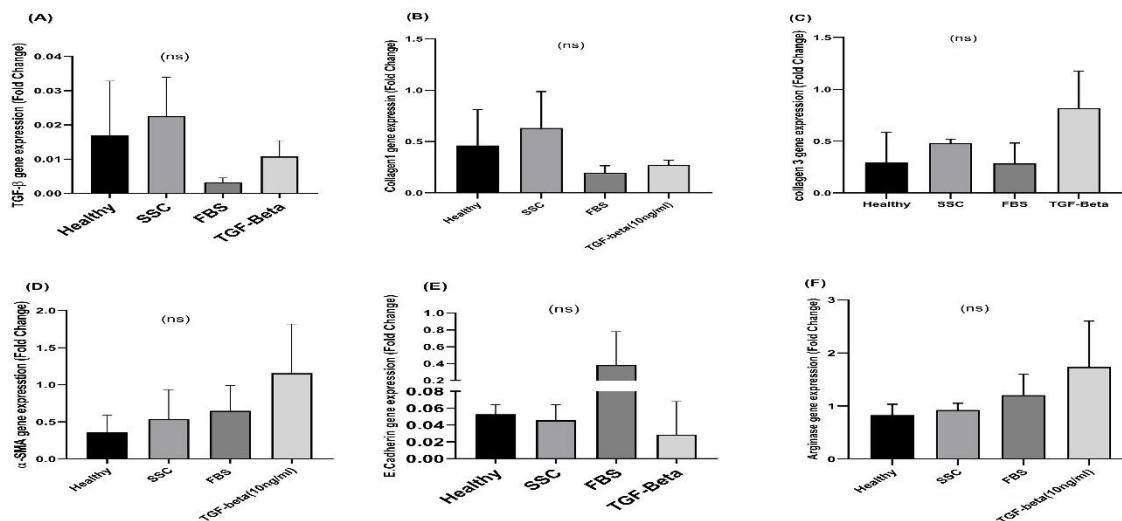 (A)
TGF-β gene expression (Fold Change)
0.04
0.03
0.02
0.01
0.00
(ns)
Healthy
SSC
FBS
TGF-Beta
(B)
Collagen1 gene expressin (Fold Change)
1.5
1.0
0.5
0.0
(ns)
Healthy
SSC
FBS
TGF-beta(10ng/ml)
(C)
collagen 3 gene expression (Fold Change)
1.5
1.0
0.5
0.0
(ns)
Healthy
SSC
FBS
TGF-Beta
(D)
α-SMA gene expresstion (Fold Change)
2.0
1.5
1.0
0.5
0.0
(ns)
Healthy
SSC
FBS
TGF-beta(10ng/ml)
(E)
E.Cadherin gene expression (Fold Change)
1.0
0.8
0.6
0.4
0.2
0.08
0.06
0.04
0.02
0.00
(ns)
Healthy
SSC
FBS
TGF-Beta
(F)
Arginase gene expression (Fold Change)
3
2
1
0
(ns)
Healthy
SSC
FBS
TGF-beta(10ng/ml)